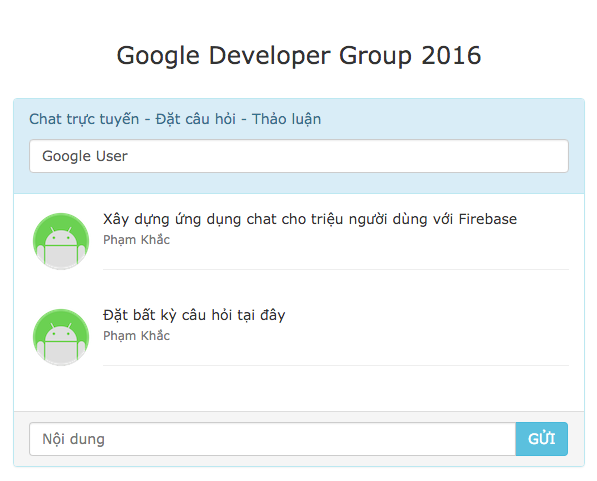 Google Developer Group 2016
Chat trực tuyến - Đặt câu hỏi - Thảo luận
Google User
Xây dựng ứng dụng chat cho triệu người dùng với Firebase
Phạm Khắc
Đặt bất kỳ câu hỏi tại đây
Phạm Khắc
Nội dung
GỬI